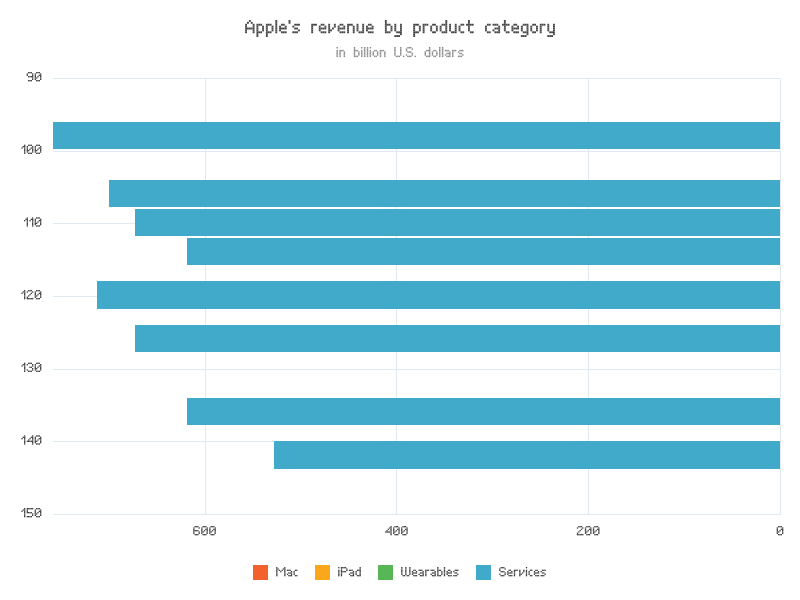 Apple's revenue by product category
in billion U.S. dollars
90
100
110
120
130
140
150
600 400 200 0
Mac iPad Wearables Services